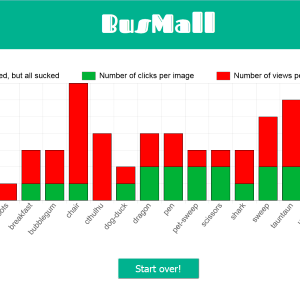 BusMall
ed, but all sucked
Number of clicks per image
Number of views pe
ots
breakfast
bubblegum
chair
cthulhu
dog-duck
dragon
pen
pet-sweep
scissors
shark
sweep
tauntaun
Start over!